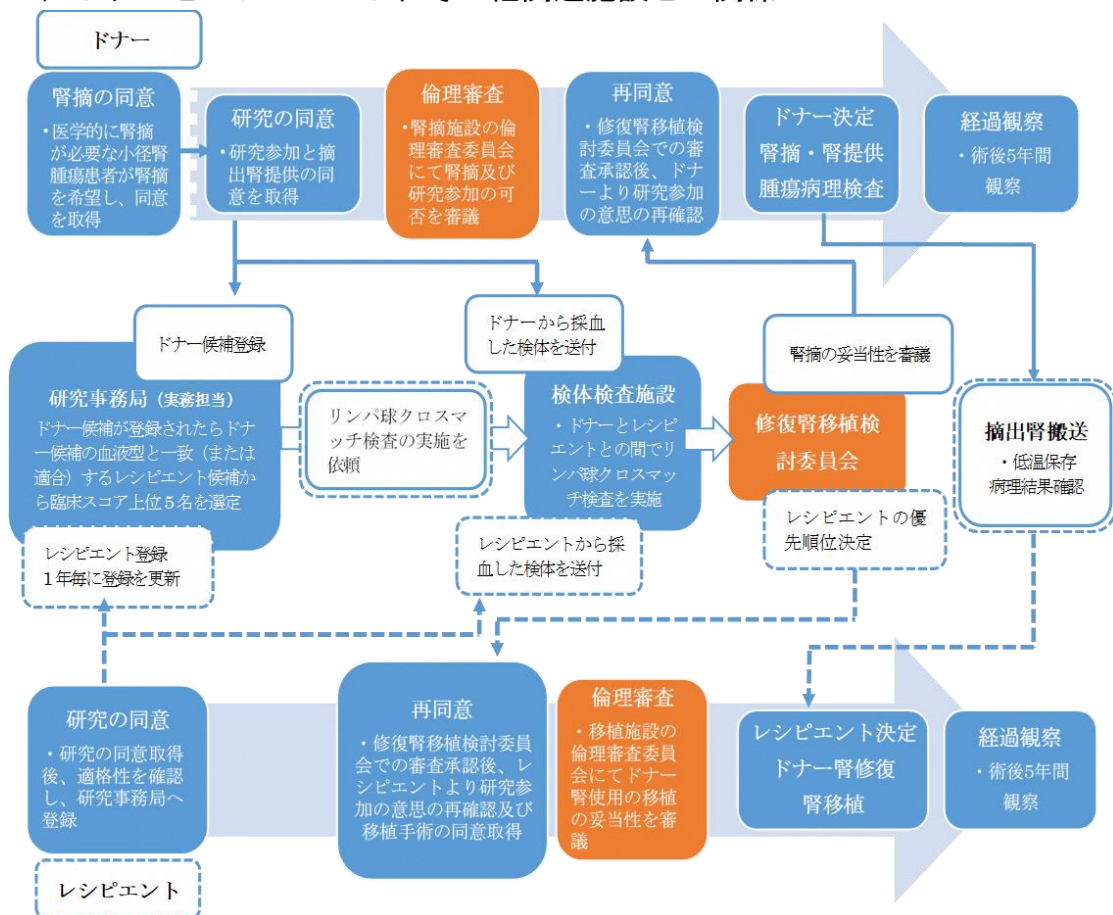 ドナー
腎摘の同意
・医学的に腎摘
が必要な小径腎
腫瘍患者が腎摘
を希望し、同意
を取得
研究の同意
・研究参加と摘
出腎提供の同
意を取得
倫理審査
・腎摘施設の倫
理審査委員会
にて腎摘及び
研究参加の可
否を審議
再同意
・修復腎移植検
討委員会での審
査承認後、ドナ
ーより研究参加
の意思の再確認
ドナー決定
腎摘・腎提供
腫瘍病理検査
経過観察
・術後5年間
観察
ドナー候補登録
ドナーから採血
した検体を送付
腎摘の妥当性を審議
研究事務局（実務担当）
ドナー候補が登録されたらドナ
ー候補の血液型と一致（または
適合）するレシピエント候補か
ら臨床スコア上位５名を選定
リンパ球クロスマ
ッチ検査の実施を
依頼
検体検査施設
・ドナーとレシピ
エントとの間でリ
ンパ球クロスマッ
チ検査を実施
修復腎移植検
討委員会
摘出腎搬送
・低温保存
病理結果確認
レシピエント登録
１年毎に登録を更新
レシピエントから採
血した検体を送付
レシピエントの優
先順位決定
研究の同意
・研究の同意取得
後、適格性を確認
し、研究事務局へ
登録
再同意
・修復腎移植検討委員
会での審査承認後、レ
シピエントより研究参
加の意思の再確認及び
移植手術の同意取得
倫理審査
・移植施設の
倫理審査委員
会にてドナー
腎使用の移植
の妥当性を審
議
レシピエント決定
ドナー腎修復
腎移植
経過観察
・術後5年間
観察
レシピエント